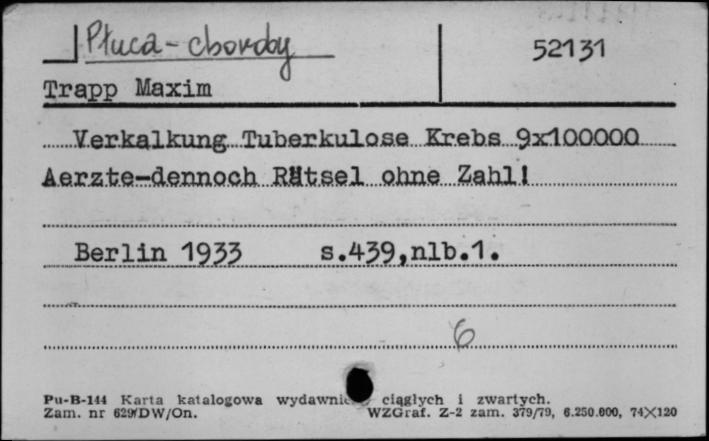 Płuca - choroby
52131
Trapp Maxim
Verkalkung Tuberkulose Krebs 9x100000
Aerzte-dennoch Rätsel ohne Zahl!
Berlin 1933 s.439,nlb.1.
6
Pu-B-144 Karta katalogowa ciągłych i zwartych.
Zam. nr 629/DW/On. WZGraf. Z-2 zam. 379/79, 6.250.000, 74×120